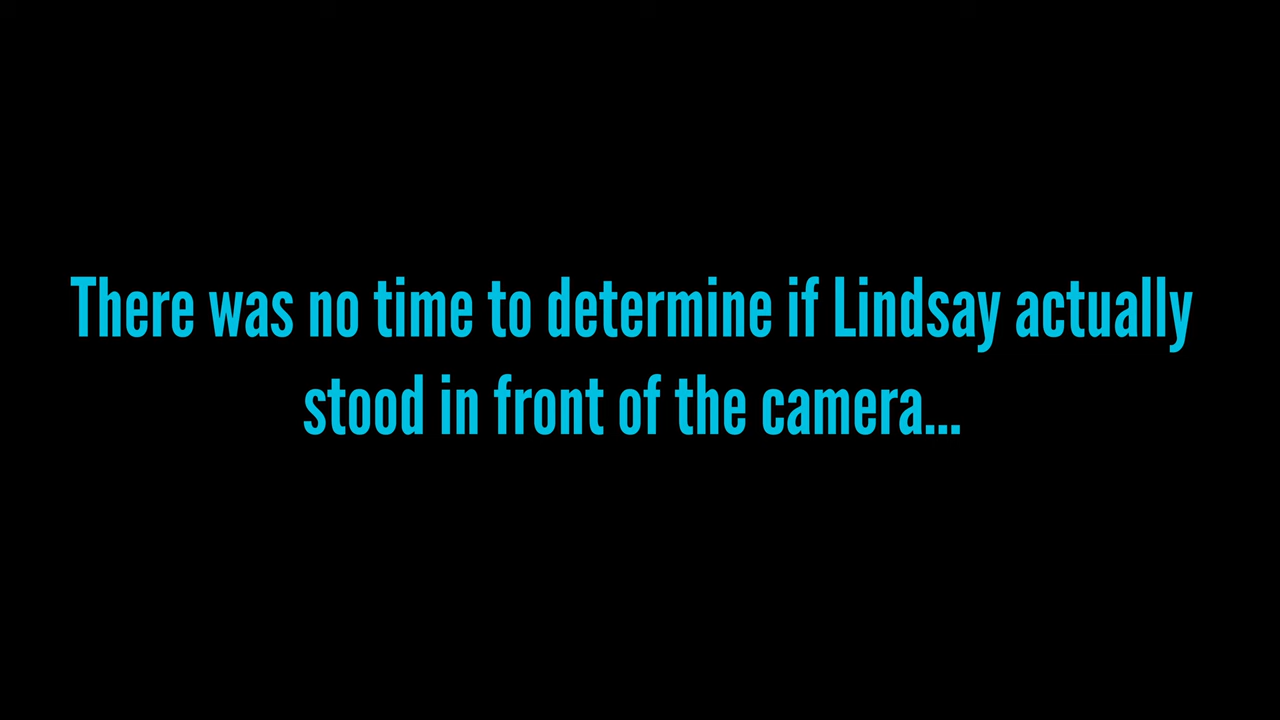 There was no time to determine if Lindsay actually
stood in front of the camera...